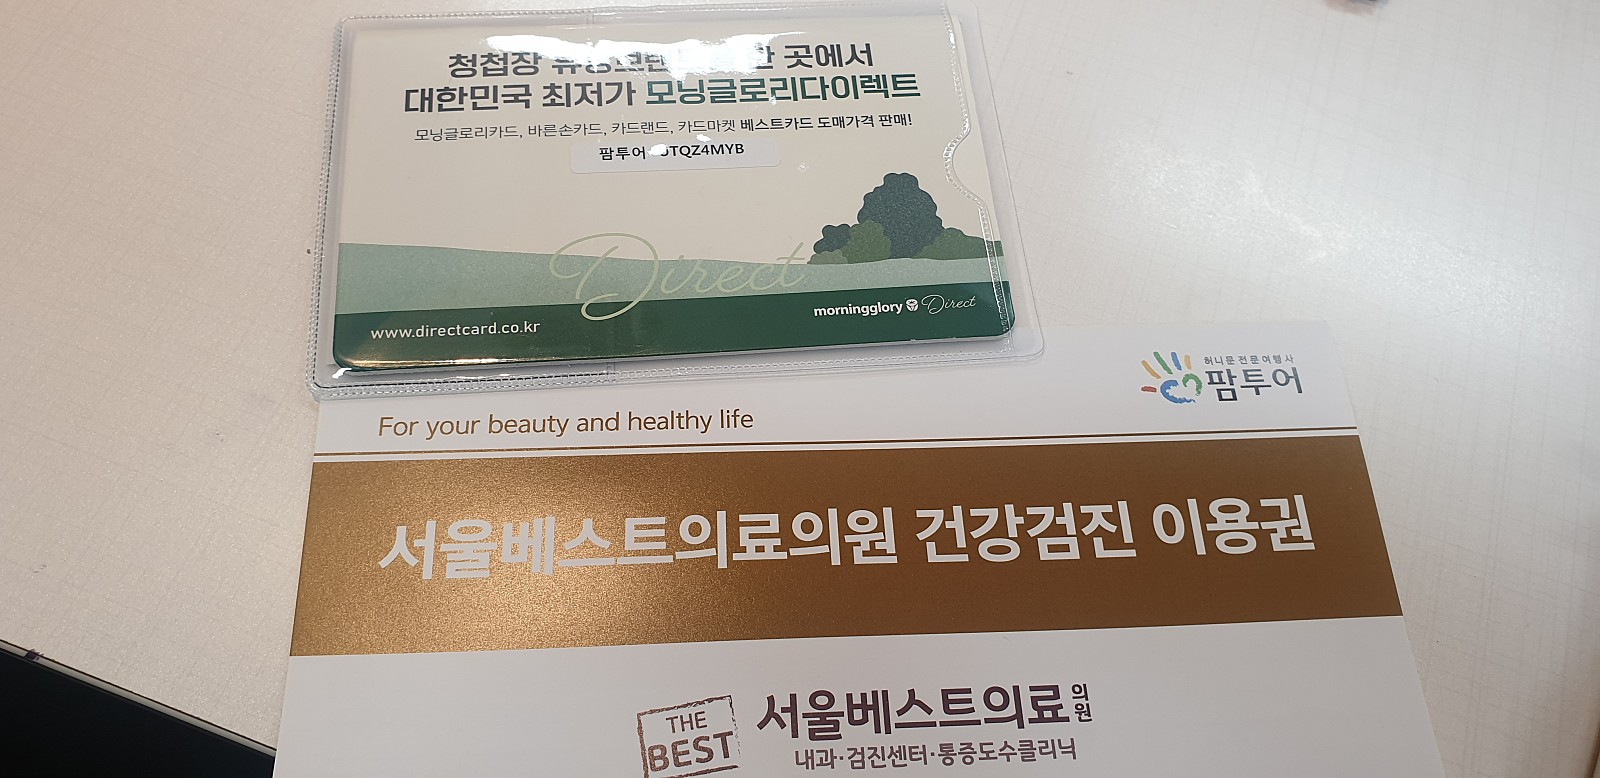 청첩장 곳에서
대한민국 최저가 모닝글로리다이렉트
모닝글로리카드, 바른손카드, 카드랜드, 카드마켓 베스트카드 도매가격 판매!
팜투어
Direct
www.directcard.co.kr
morningglory Direct
허니문 전문여행사
팜투어
For your beauty and healthy life
서울베스트의료의원 건강검진 이용권
THE BEST
서울베스트의료의원
내과·검진센터·통증도수클리닉